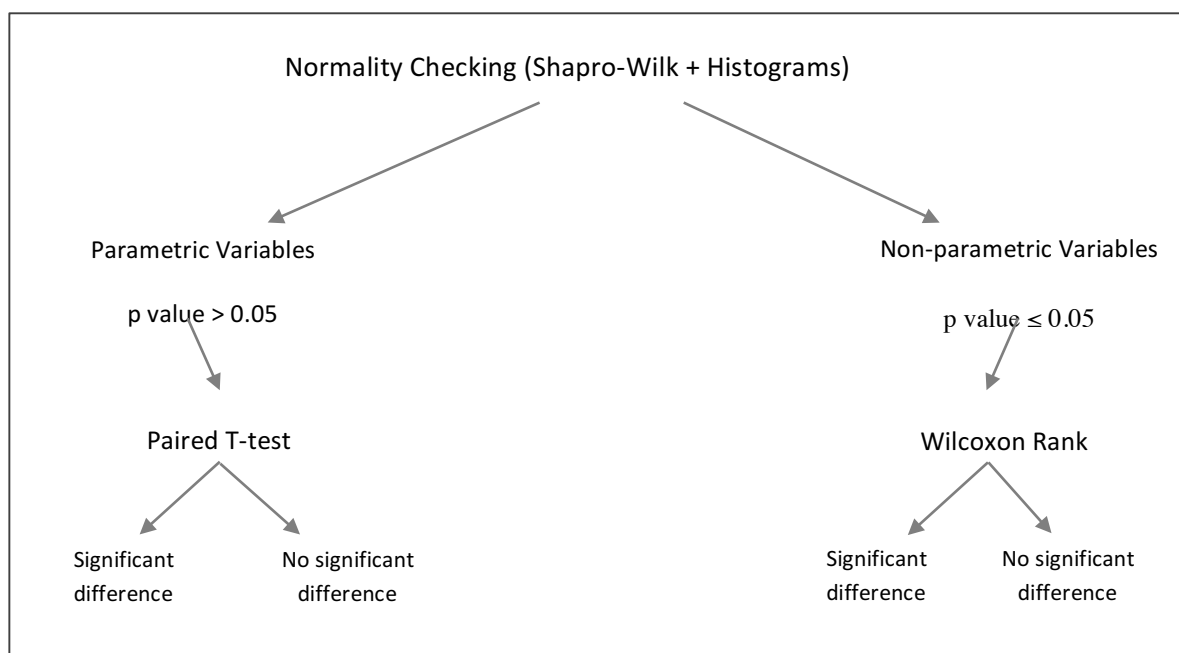 Normality Checking (Shapro-Wilk + Histograms)
Parametric Variables
p value > 0.05
Paired T-test
Significant
difference
No significant
difference
Non-parametric Variables
p value ≤ 0.05
Wilcoxon Rank
Significant
difference
No significant
difference